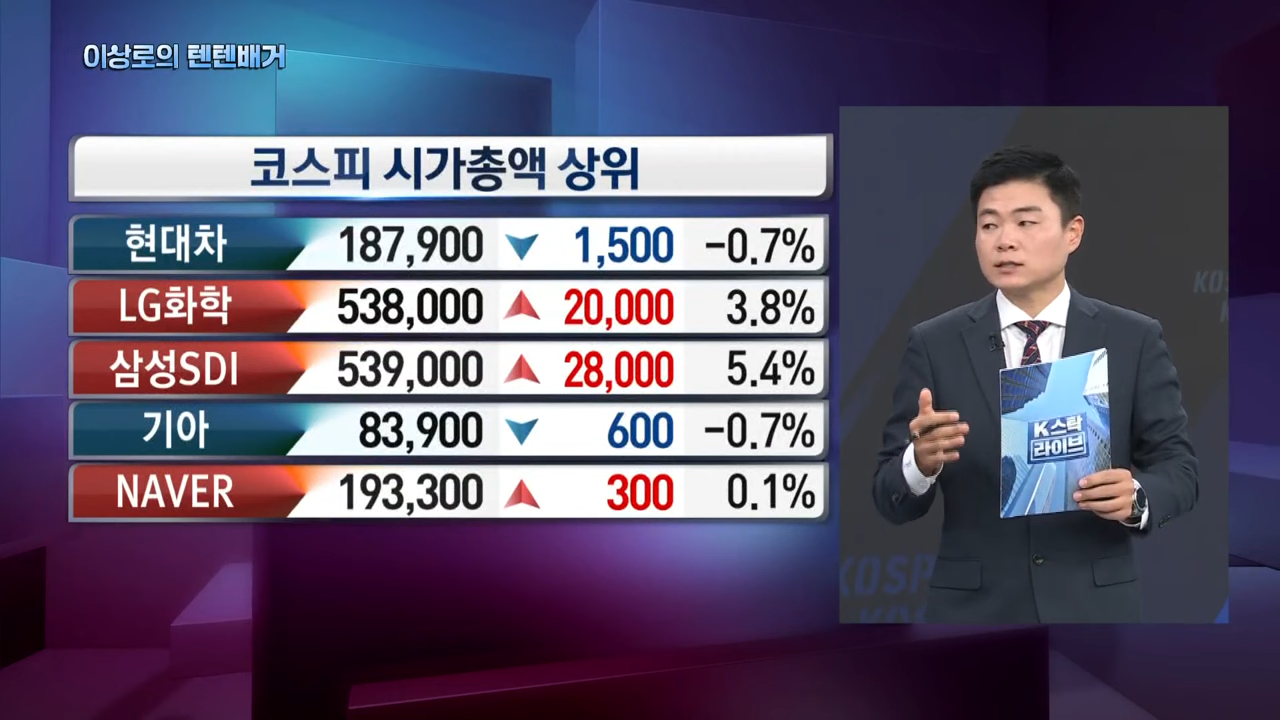 이상로의 텐텐배거
코스피 시가총액 상위
현대차 187,900 ▼ 1,500 -0.7%
LG화학 538,000 ▲ 20,000 3.8%
삼성SDI 539,000 ▲ 28,000 5.4%
기아 83,900 ▼ 600 -0.7%
NAVER 193,300 ▲ 300 0.1%
K스탁
라이브
KOSP